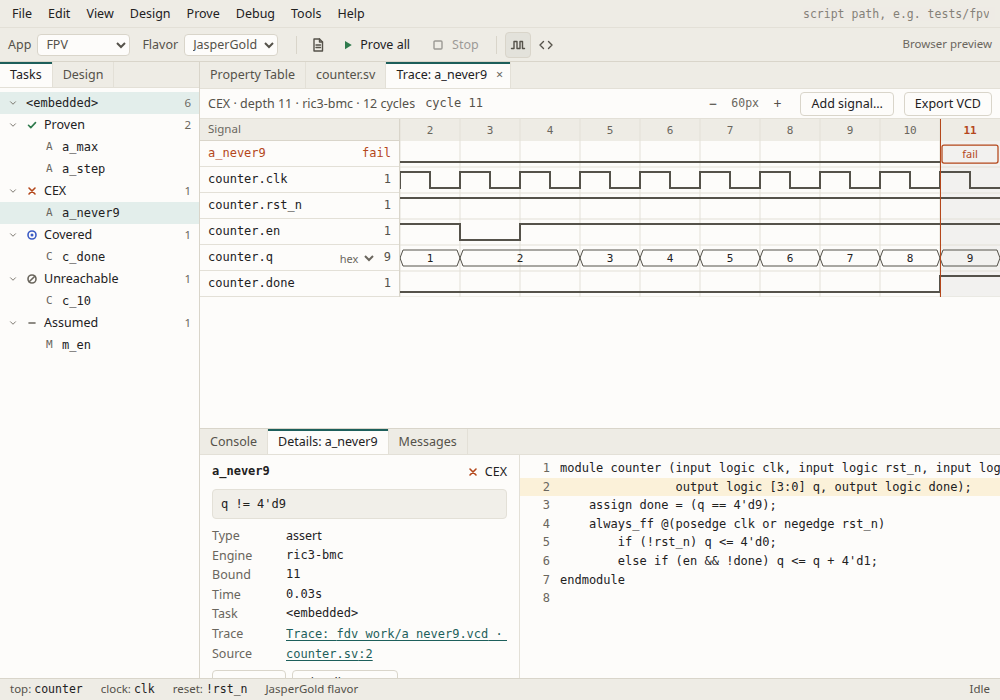 File Edit View Design Prove Debug Tools Help script path, e.g. tests/fpv
App FPV Flavor JasperGold Prove all Stop Browser preview
Tasks Design
<embedded> 6
Proven 2
A a_max
A a_step
CEX 1
A a_never9
Covered 1
C c_done
Unreachable 1
C c_10
Assumed 1
M m_en
Property Table counter.sv Trace: a_never9 ×
CEX · depth 11 · ric3-bmc · 12 cycles cycle 11 − 60px + Add signal... Export VCD
Signal 2 3 4 5 6 7 8 9 10 11
a_never9 fail fail
counter.clk 1
counter.rst_n 1
counter.en 1
counter.q hex 9 1 2 3 4 5 6 7 8 9
counter.done 1
Console Details: a_never9 Messages
a_never9 CEX
q != 4'd9
Type assert
Engine ric3-bmc
Bound 11
Time 0.03s
Task <embedded>
Trace Trace: fdv_work/a_never9.vcd ·
Source counter.sv:2
1 module counter (input logic clk, input logic rst_n, input log
2 output logic [3:0] q, output logic done);
3 assign done = (q == 4'd9);
4 always_ff @(posedge clk or negedge rst_n)
5 if (!rst_n) q <= 4'd0;
6 else if (en && !done) q <= q + 4'd1;
7 endmodule
8
top: counter clock: clk reset: !rst_n JasperGold flavor Idle